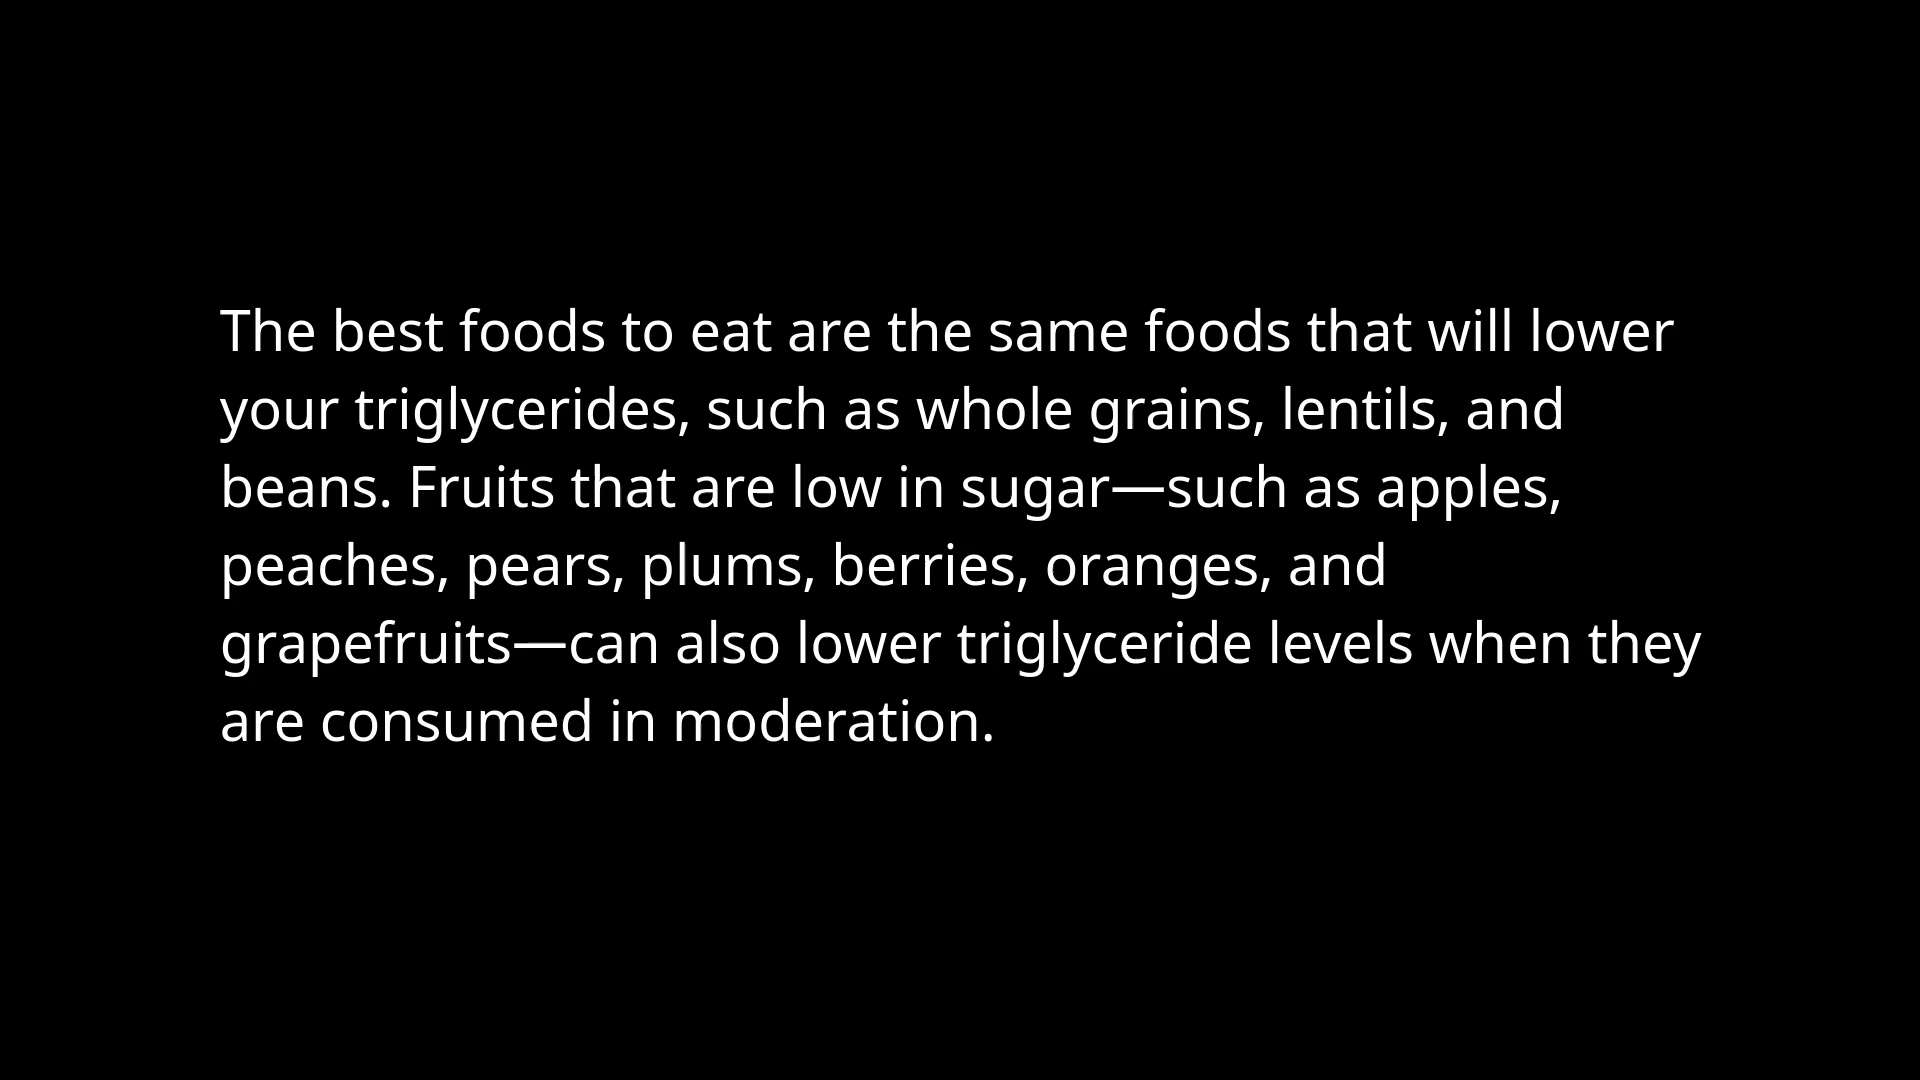 The best foods to eat are the same foods that will lower
your triglycerides, such as whole grains, lentils, and
beans. Fruits that are low in sugar—such as apples,
peaches, pears, plums, berries, oranges, and
grapefruits—can also lower triglyceride levels when they
are consumed in moderation.